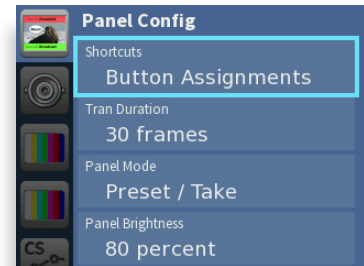 Panel Config
Shortcuts
Button Assignments
Tran Duration
30 frames
Panel Mode
Preset / Take
Panel Brightness
80 percent
CS